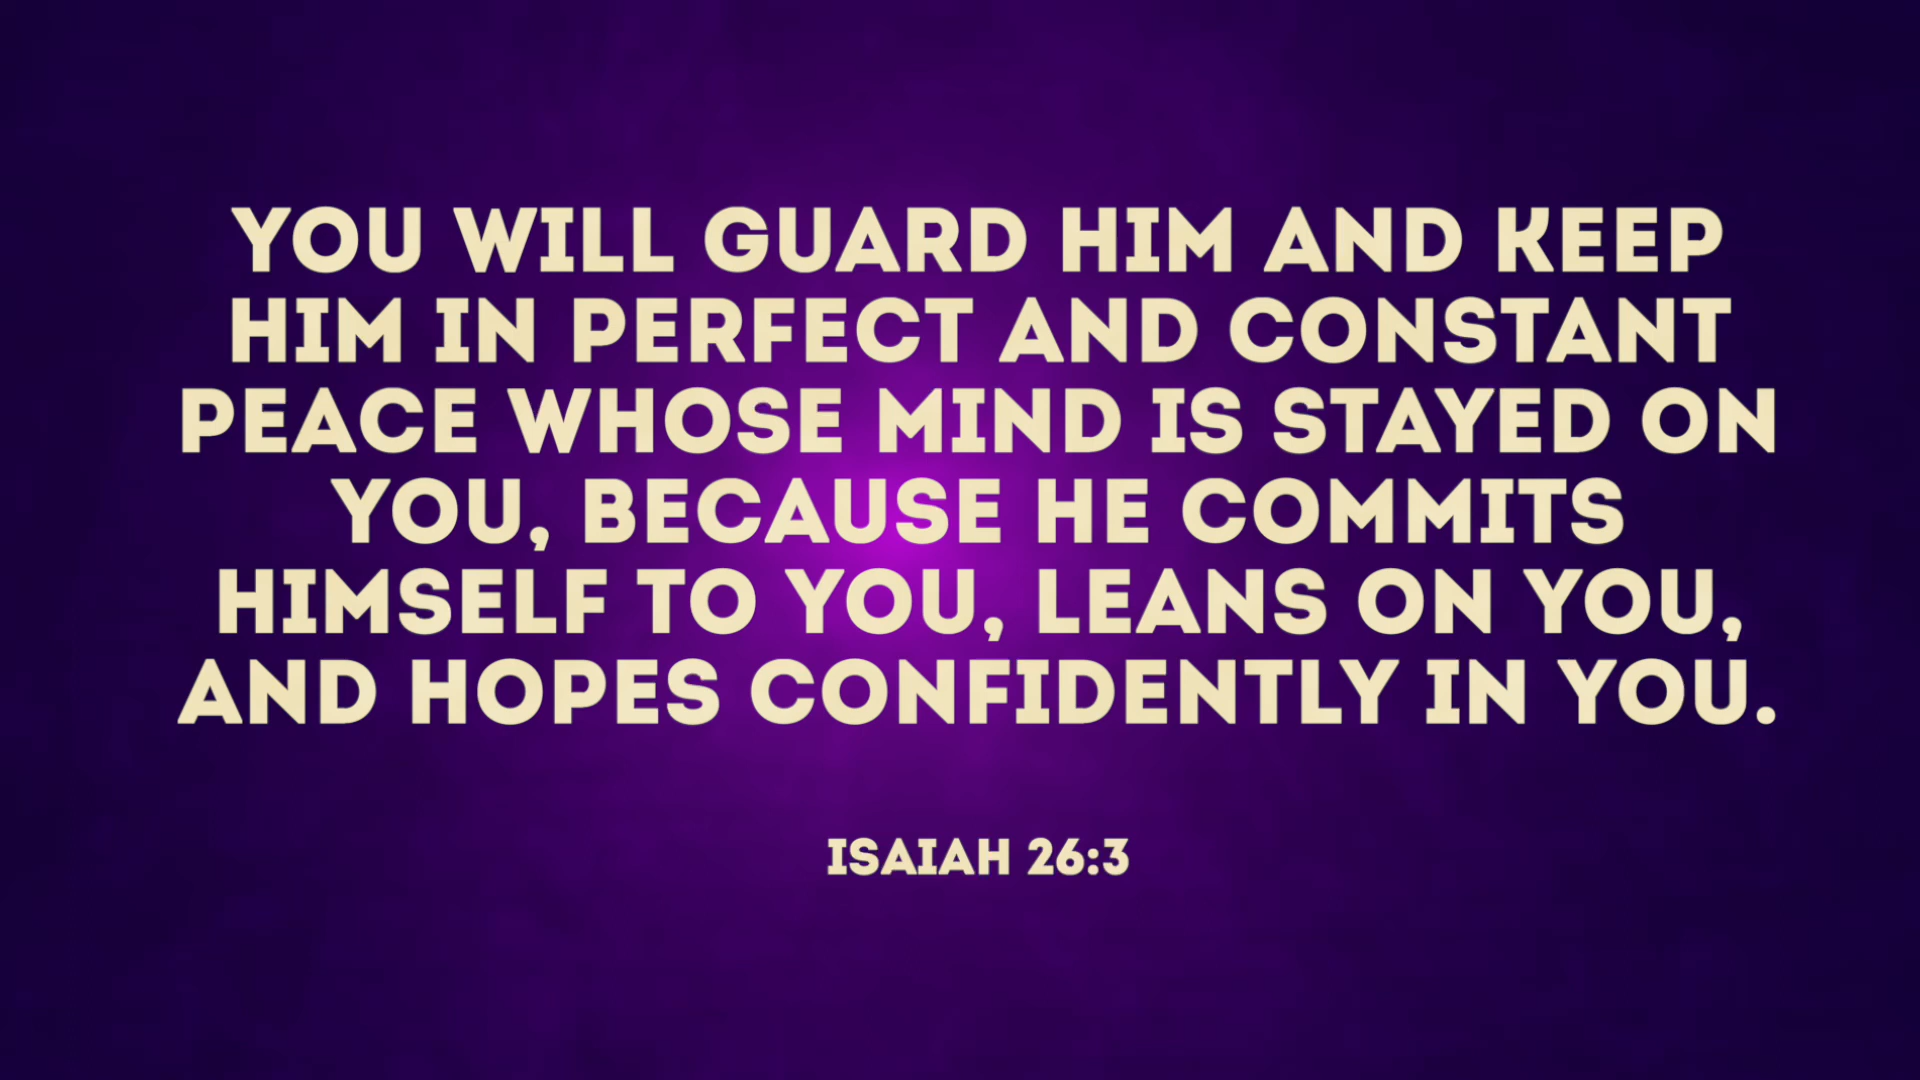 YOU WILL GUARD HIM AND KEEP
HIM IN PERFECT AND CONSTANT
PEACE WHOSE MIND IS STAYED ON
YOU, BECAUSE HE COMMITS
HIMSELF TO YOU, LEANS ON YOU,
AND HOPES CONFIDENTLY IN YOU.
ISAIAH 26:3